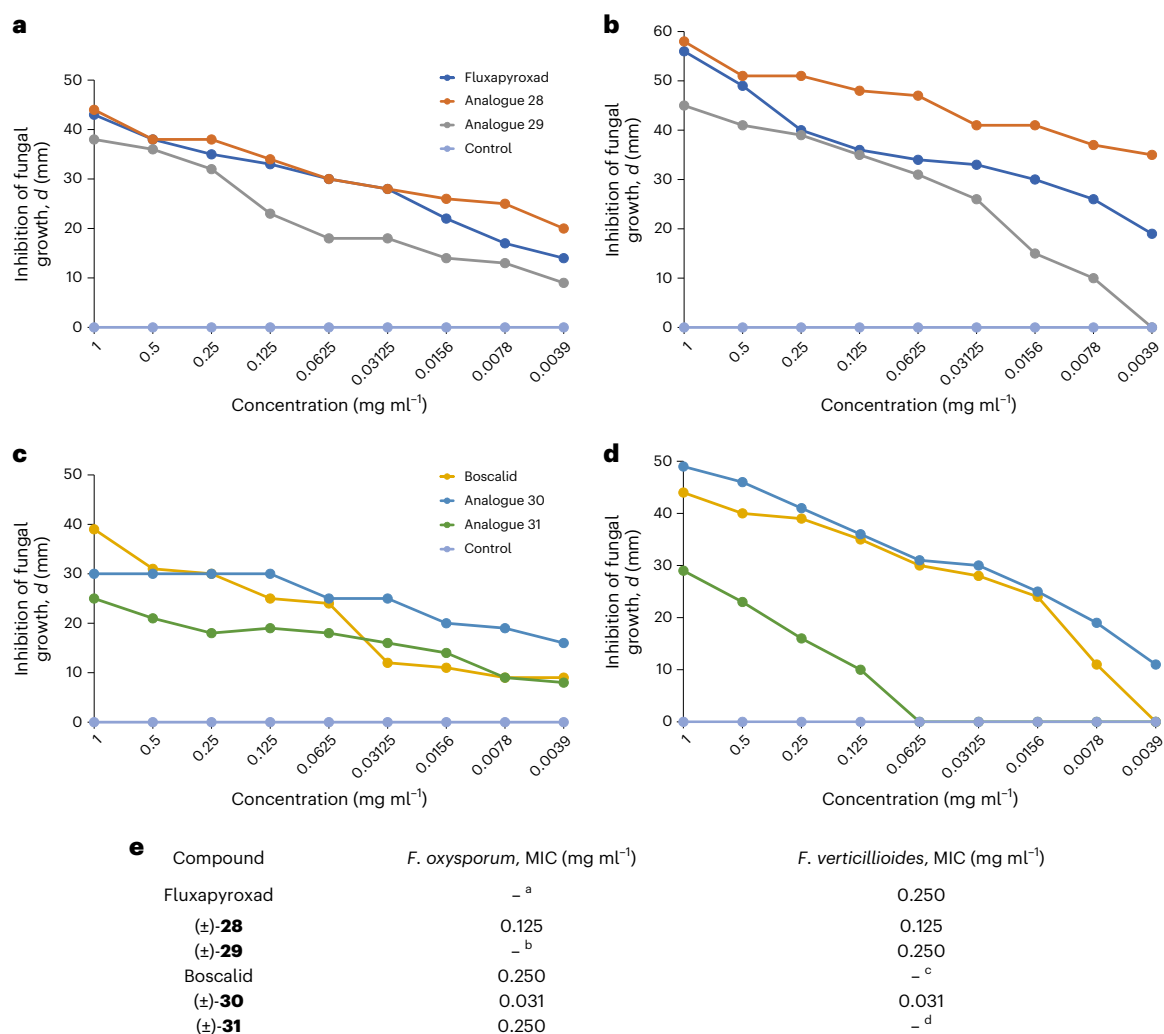 a
50
40
30
20
10
0
Inhibition of fungal
growth, d (mm)
Fluxapyroxad
Analogue 28
Analogue 29
Control
1
0.5
0.25
0.125
0.0625
0.03125
0.0156
0.0078
0.0039
Concentration (mg ml⁻¹)
b
60
50
40
30
20
10
0
Inhibition of fungal
growth, d (mm)
1
0.5
0.25
0.125
0.0625
0.03125
0.0156
0.0078
0.0039
Concentration (mg ml⁻¹)
c
50
40
30
20
10
0
Inhibition of fungal
growth, d (mm)
Boscalid
Analogue 30
Analogue 31
Control
1
0.5
0.25
0.125
0.0625
0.03125
0.0156
0.0078
0.0039
Concentration (mg ml⁻¹)
d
50
40
30
20
10
0
Inhibition of fungal
growth, d (mm)
1
0.5
0.25
0.125
0.0625
0.03125
0.0156
0.0078
0.0039
Concentration (mg ml⁻¹)
e
Compound F. oxysporum, MIC (mg ml⁻¹) F. verticillioides, MIC (mg ml⁻¹)
Fluxapyroxad – ᵃ 0.250
(±)-28 0.125 0.125
(±)-29 – ᵇ 0.250
Boscalid 0.250 – ᶜ
(±)-30 0.031 0.031
(±)-31 0.250 – ᵈ